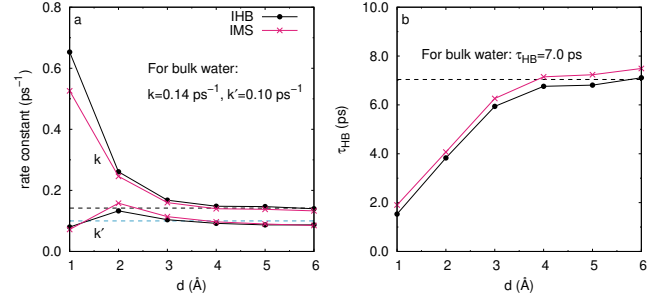 a
IHB
IMS
For bulk water:
k=0.14 ps⁻¹, k′=0.10 ps⁻¹
k
k′
rate constant (ps⁻¹)
0.8
0.6
0.4
0.2
0.0
1 2 3 4 5 6
d (Å)
b
For bulk water: τHB=7.0 ps
τHB (ps)
10.0
8.0
6.0
4.0
2.0
0.0
1 2 3 4 5 6
d (Å)